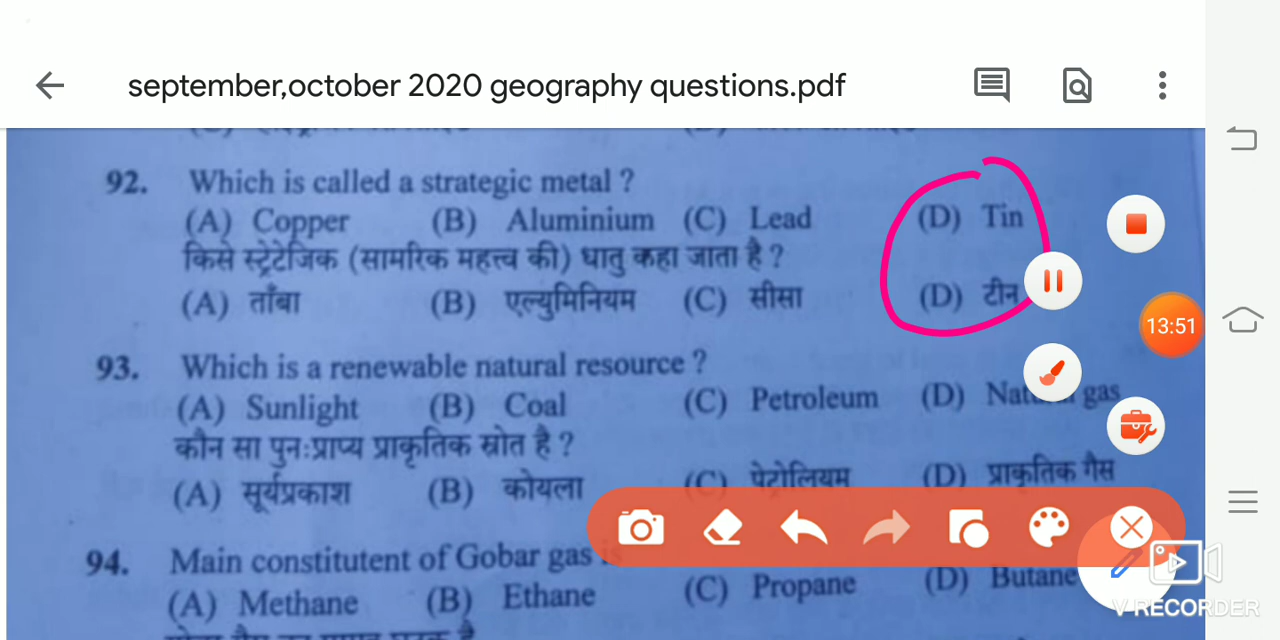 september,october 2020 geography questions.pdf
92. Which is called a strategic metal ?
(A) Copper (B) Aluminium (C) Lead (D) Tin
किसे स्ट्रेटेजिक (सामरिक महत्त्व की) धातु कहा जाता है ?
(A) ताँबा (B) एल्युमिनियम (C) सीसा (D) टीन
13:51
93. Which is a renewable natural resource ?
(A) Sunlight (B) Coal (C) Petroleum (D) gas
कौन सा पुनःप्राप्य प्राकृतिक स्रोत है ?
(A) सूर्यप्रकाश (B) कोयला (C) पेट्रोलियम (D) प्राकृतिक गैस
94. Main constitutent of Gobar gas
(A) Methane (B) Ethane (C) Propane (D) Butane
V RECORDER